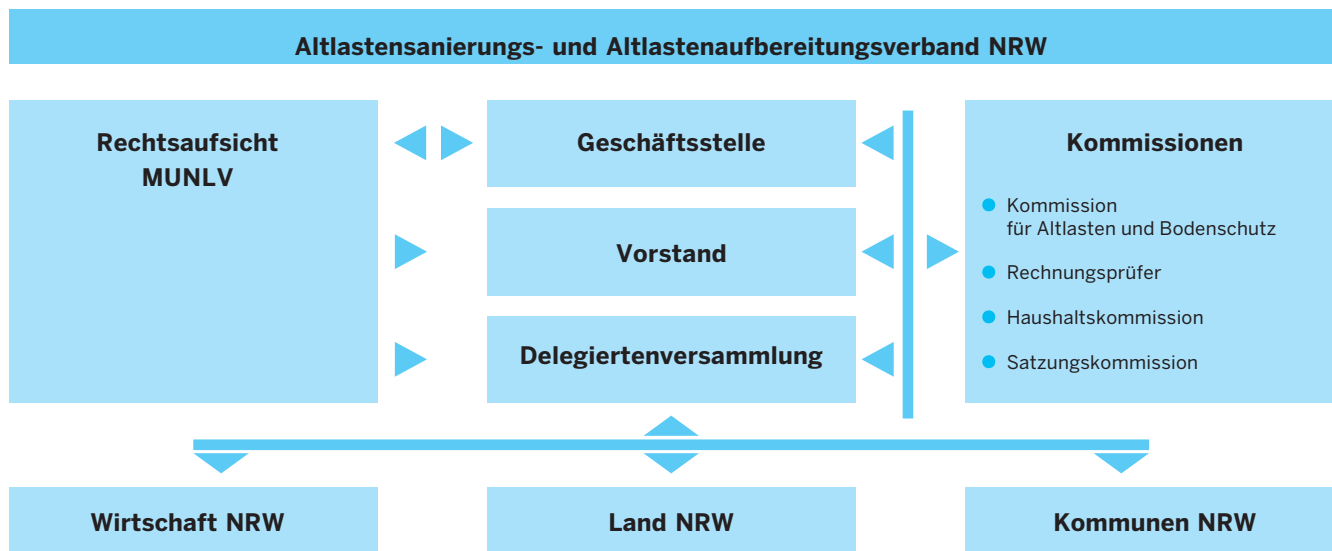 Altlastensanierungs- und Altlastenaufbereitungsverband NRW
Rechtsaufsicht
MUNLV
Geschäftsstelle
Vorstand
Delegiertenversammlung
Kommissionen
Kommission
für Altlasten und Bodenschutz
Rechnungsprüfer
Haushaltskommission
Satzungskommission
Wirtschaft NRW
Land NRW
Kommunen NRW